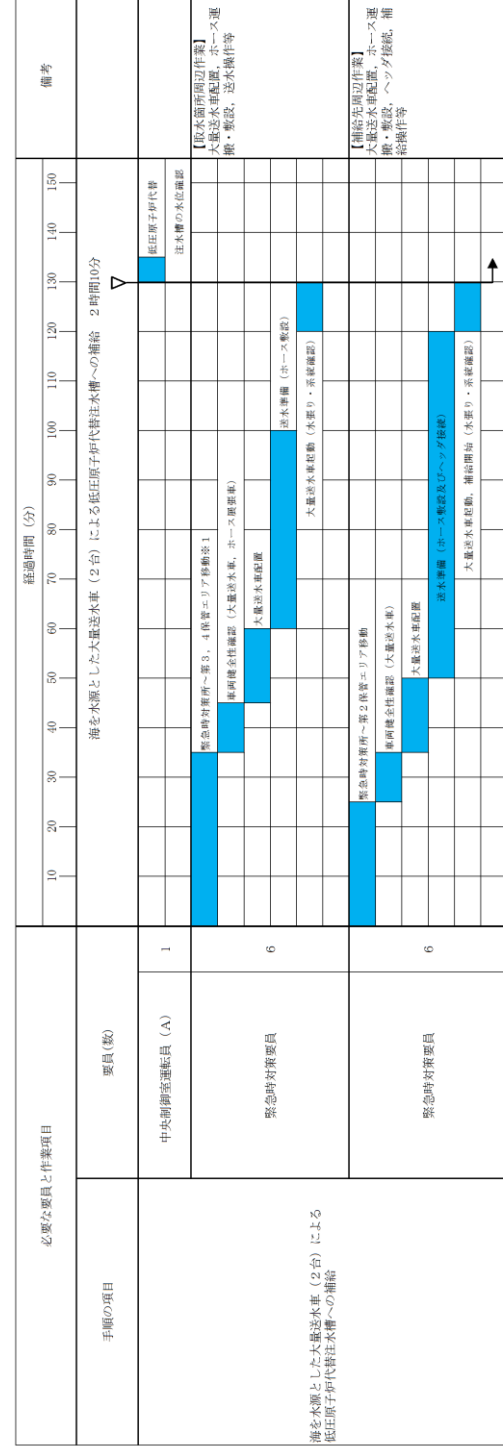 必要な要員と作業項目
経過時間（分）
備考
手順の項目
要員(数)
10
20
30
40
50
60
70
80
90
100
110
120
130
140
150
海を水源とした大量送水車（２台）による低圧原子炉代替注水槽への補給　２時間10分
海を水源とした大量送水車（２台）による
低圧原子炉代替注水槽への補給
中央制御室運転員（A）
1
低圧原子炉代替
注水槽の水位確認
緊急時対策要員
6
緊急時対策所～第３，４保管エリア移動※１
車両健全性確認（大量送水車，ホース展張車）
大量送水車配置
送水準備（ホース敷設）
大量送水車起動（水張り・系統確認）
【取水箇所周辺作業】
大量送水車配置，ホース運
搬・敷設，送水操作等
緊急時対策要員
6
緊急時対策所～第２保管エリア移動
車両健全性確認（大量送水車）
大量送水車配置
送水準備（ホース敷設及びヘッダ接続）
大量送水車起動，補給開始（水張り・系統確認）
【補給先周辺作業】
大量送水車配置，ホース運
搬・敷設，ヘッダ接続，補
給操作等